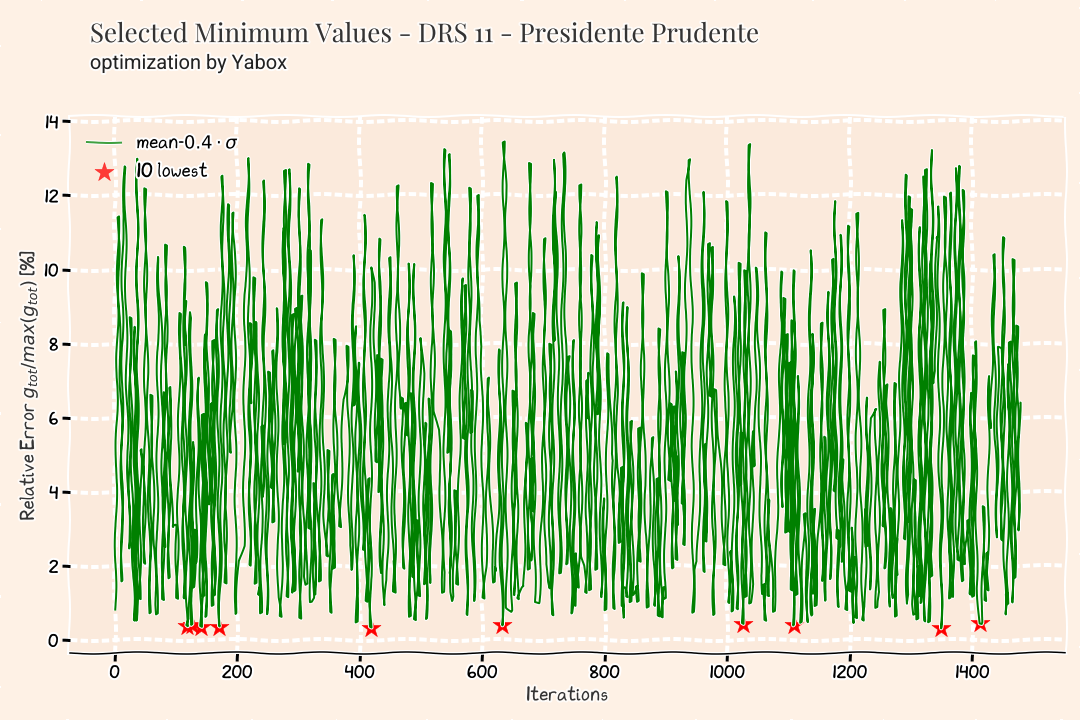 Selected Minimum Values - DRS 11 - Presidente Prudente
optimization by Yabox
mean-0.4 · σ
10 lowest
Relative Error g_tot/max(g_tot) [%]
14
12
10
8
6
4
2
0
0 200 400 600 800 1000 1200 1400
Iterations